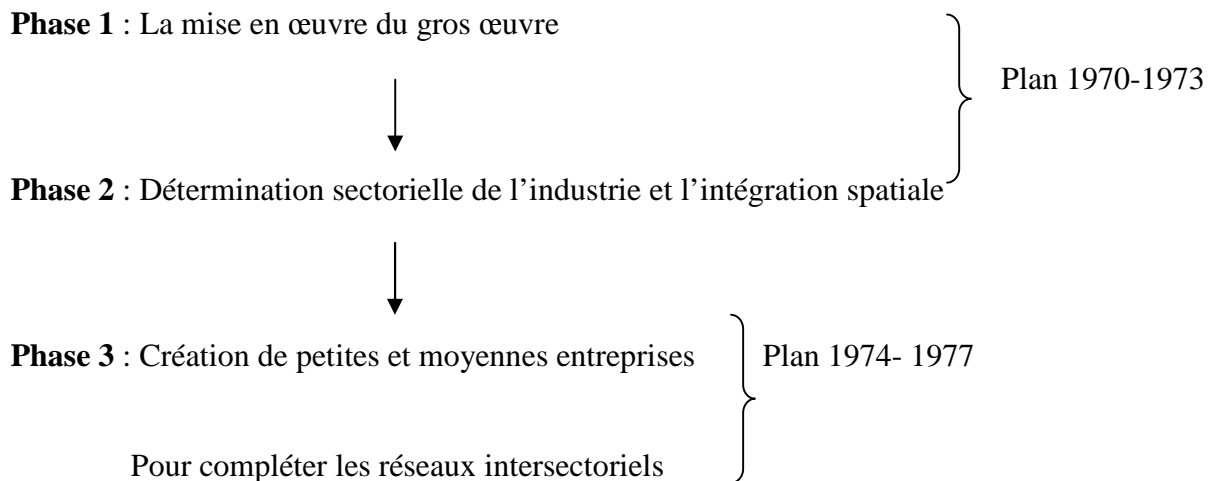 Phase 1 : La mise en œuvre du gros œuvre
Plan 1970-1973
Phase 2 : Détermination sectorielle de l’industrie et l’intégration spatiale
Phase 3 : Création de petites et moyennes entreprises
Plan 1974- 1977
Pour compléter les réseaux intersectoriels